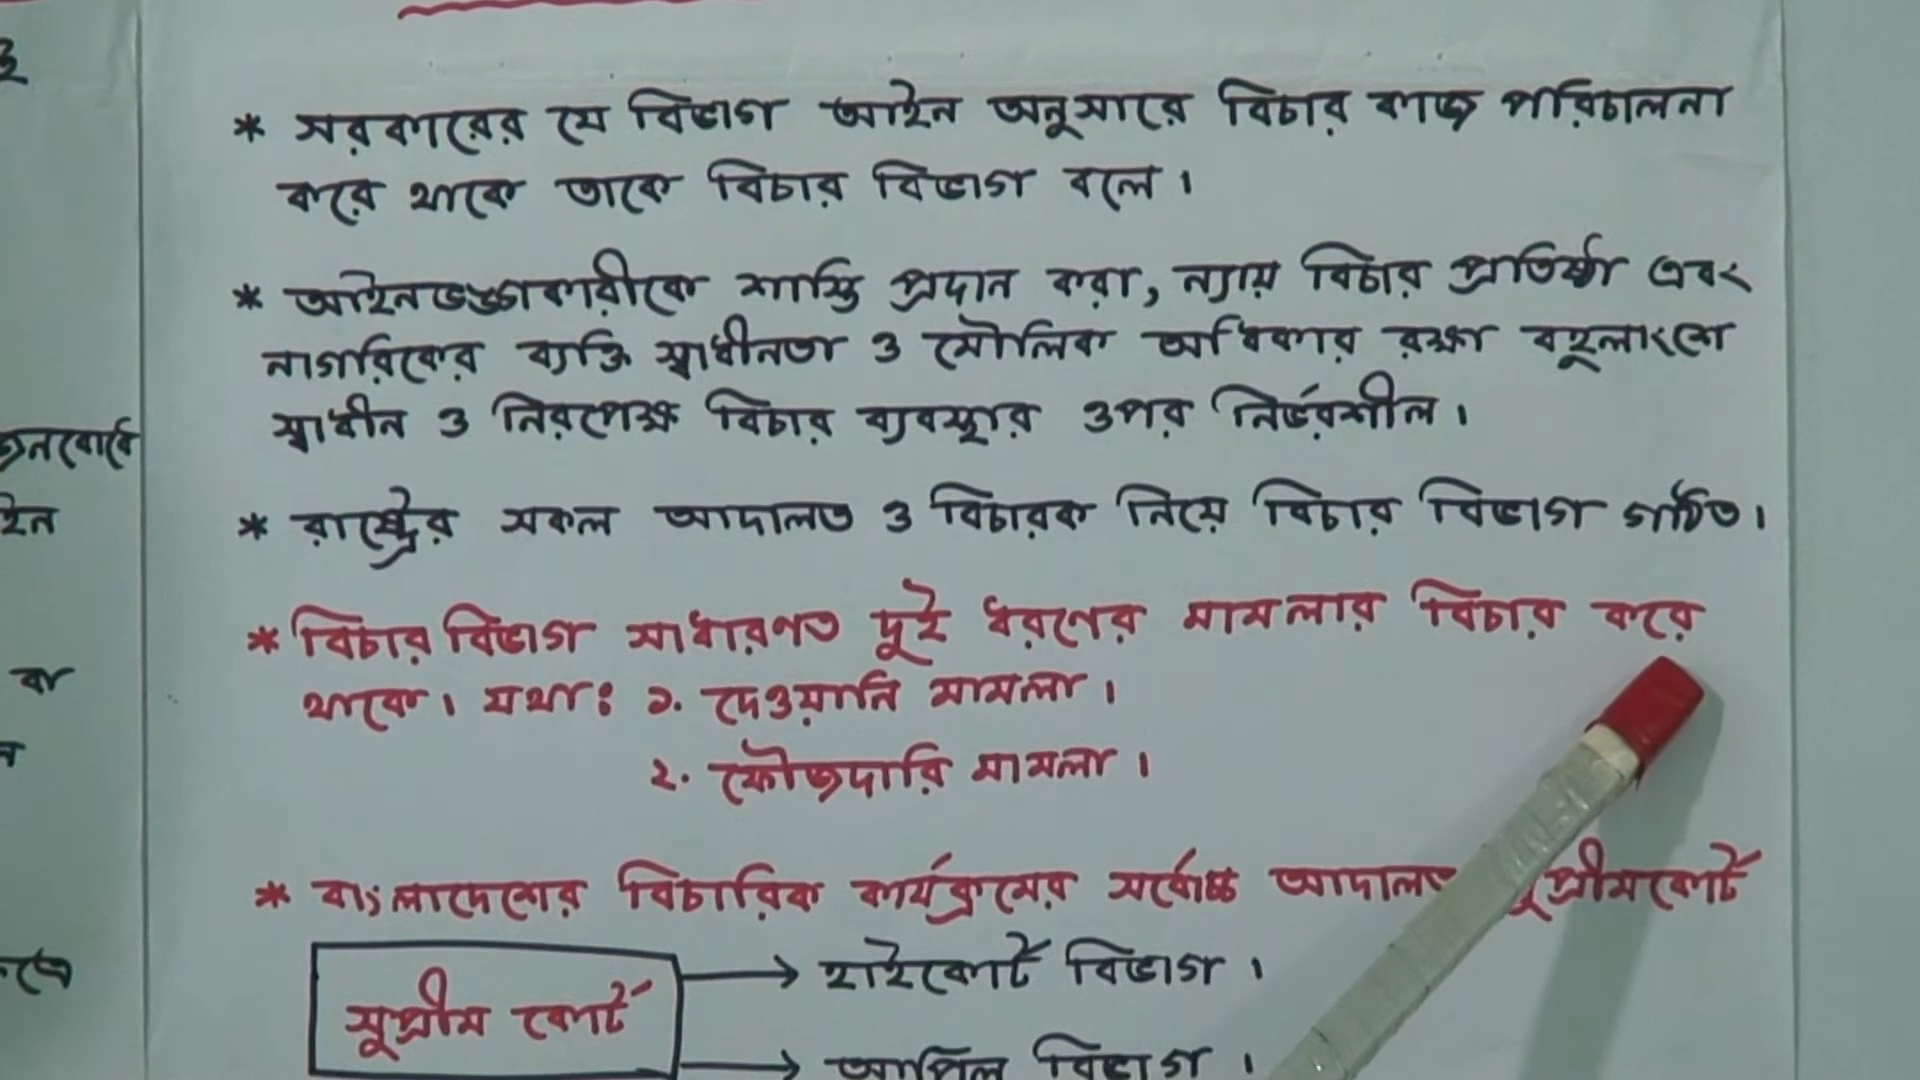 * সরকারের যে বিভাগ আইন অনুসারে বিচার কাজ পরিচালনা
করে থাকে তাকে বিচার বিভাগ বলে।
* আইনভঙ্গকারীকে শাস্তি প্রদান করা, ন্যায় বিচার প্রতিষ্ঠা এবং
নাগরিকের ব্যক্তি স্বাধীনতা ও মৌলিক অধিকার রক্ষা বহুলাংশে
স্বাধীন ও নিরপেক্ষ বিচার ব্যবস্থার ওপর নির্ভরশীল।
* রাষ্ট্রের সকল আদালত ও বিচারক নিয়ে বিচার বিভাগ গঠিত।
* বিচার বিভাগ সাধারণত দুই ধরণের মামলার বিচার করে
থাকে। যথা: ১. দেওয়ানি মামলা।
২. ফৌজদারি মামলা।
* বাংলাদেশের বিচারিক কার্যক্রমের সর্বোচ্চ আদালত সুপ্রীমকোর্ট
সুপ্রীম কোর্ট
হাইকোর্ট বিভাগ।
আপিল বিভাগ।
ইন
বা